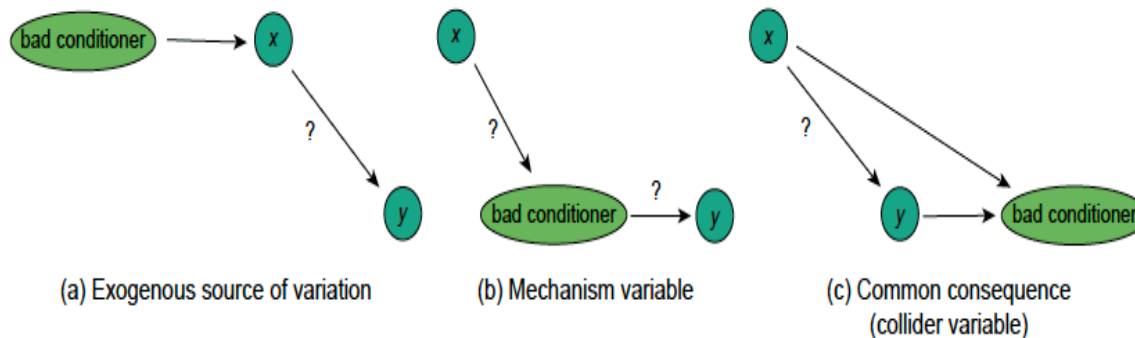 bad conditioner
x
?
y
(a) Exogenous source of variation
x
?
bad conditioner
?
y
(b) Mechanism variable
x
?
y
bad conditioner
(c) Common consequence
(collider variable)